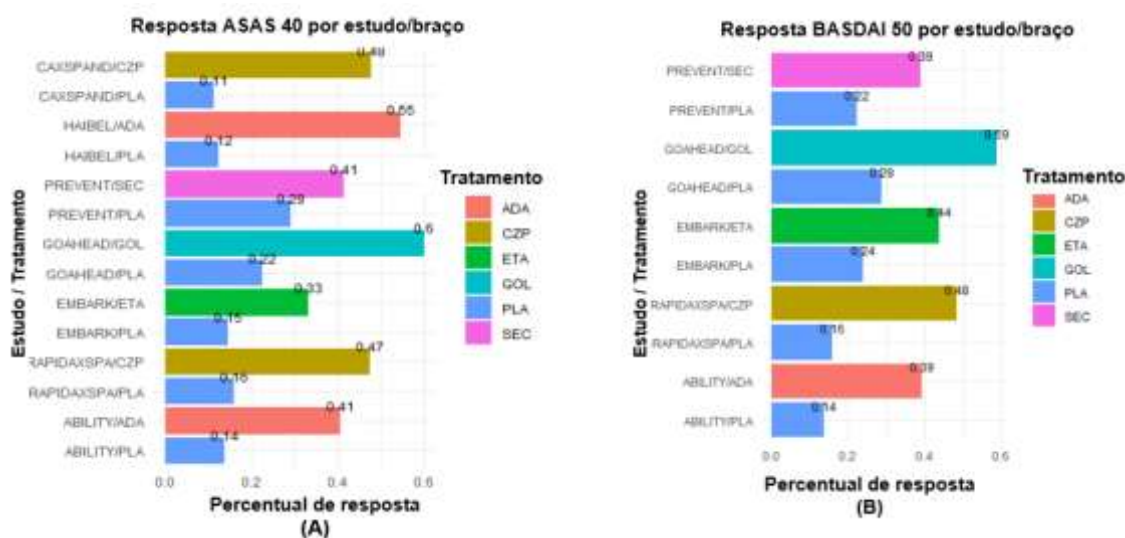 Resposta ASAS 40 por estudo/braço
Estudo / Tratamento
CAXSPAND/CZP
0.48
CAXSPAND/PLA
0.11
HAIBEL/ADA
0.55
HAIBEL/PLA
0.12
PREVENT/SEC
0.41
PREVENT/PLA
0.29
GOAHEAD/GOL
0.6
GOAHEAD/PLA
0.22
EMBARK/ETA
0.33
EMBARK/PLA
0.15
RAPIDAXSPA/CZP
0.47
RAPIDAXSPA/PLA
0.16
ABILITY/ADA
0.41
ABILITY/PLA
0.14
0.0 0.2 0.4 0.6
Percentual de resposta
(A)
Tratamento
ADA
CZP
ETA
GOL
PLA
SEC
Resposta BASDAI 50 por estudo/braço
Estudo / Tratamento
PREVENT/SEC
0.39
PREVENT/PLA
0.22
GOAHEAD/GOL
0.59
GOAHEAD/PLA
0.29
EMBARK/ETA
0.44
EMBARK/PLA
0.24
RAPIDAXSPA/CZP
0.48
RAPIDAXSPA/PLA
0.16
ABILITY/ADA
0.39
ABILITY/PLA
0.14
0.0 0.2 0.4 0.6
Percentual de resposta
(B)
Tratamento
ADA
CZP
ETA
GOL
PLA
SEC